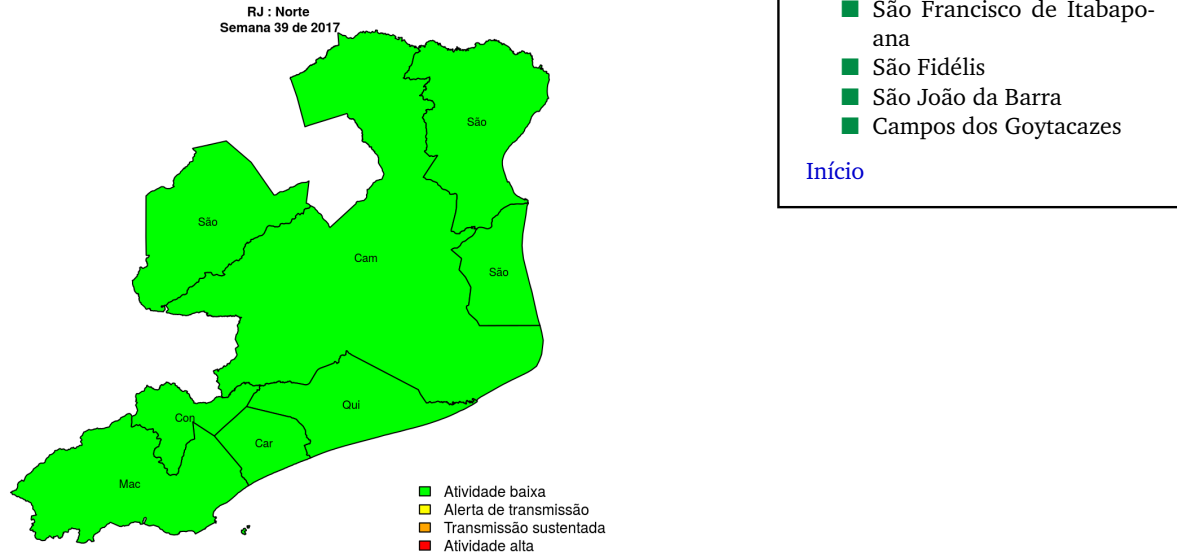 RJ : Norte
Semana 39 de 2017
São
São
Cam
São
Qui
Con
Car
Mac
Atividade baixa
Alerta de transmissão
Transmissão sustentada
Atividade alta
São Francisco de Itabapo-
ana
São Fidélis
São João da Barra
Campos dos Goytacazes
Início